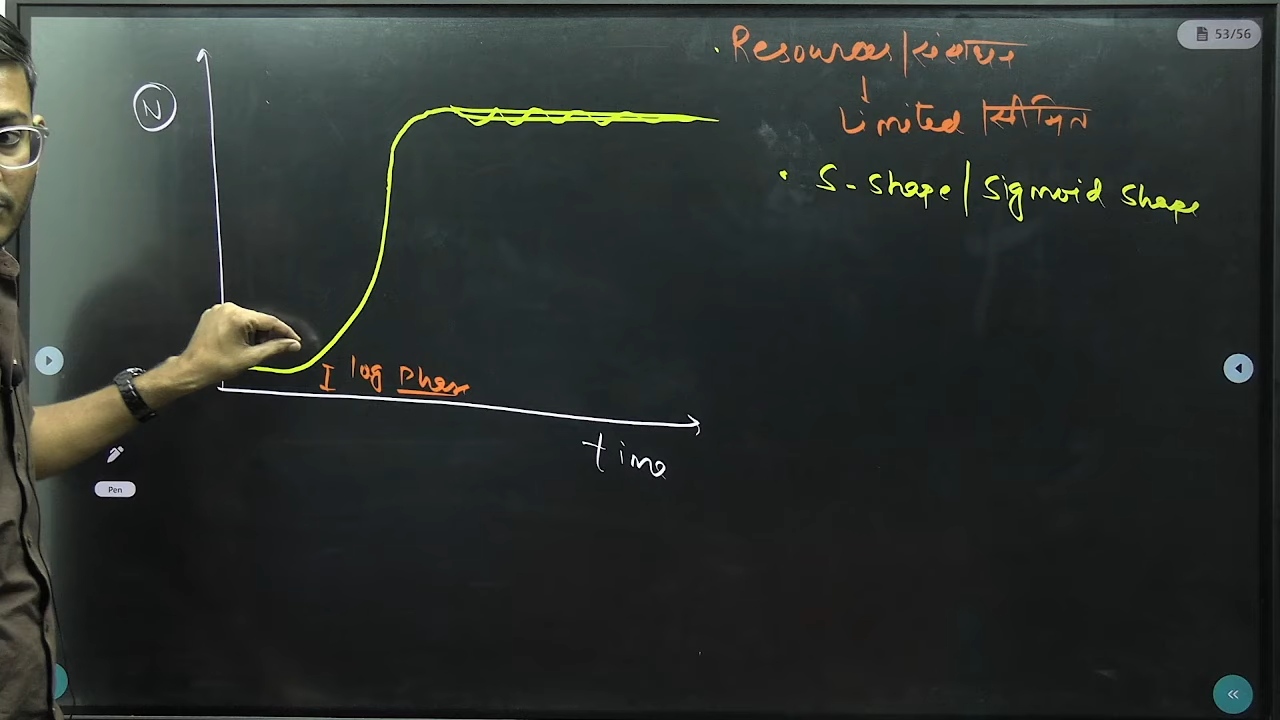 53/56
Resources/संसाधन
Limited/सीमित
S-shape/Sigmoid shape
N
I log phase
time
Pen